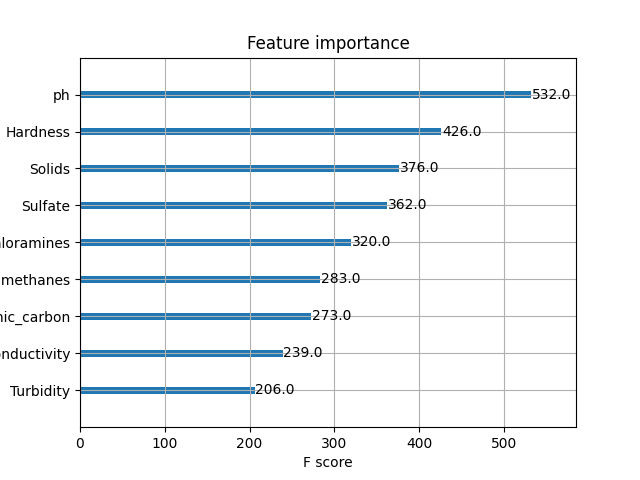 Feature importance
ph 532.0
Hardness 426.0
Solids 376.0
Sulfate 362.0
loramines 320.0
methanes 283.0
nic_carbon 273.0
onductivity 239.0
Turbidity 206.0
0 100 200 300 400 500
F score